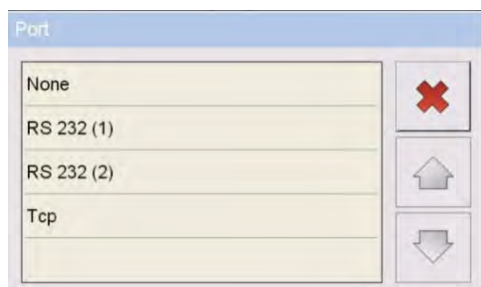 Port
None
RS 232 (1)
RS 232 (2)
Tcp